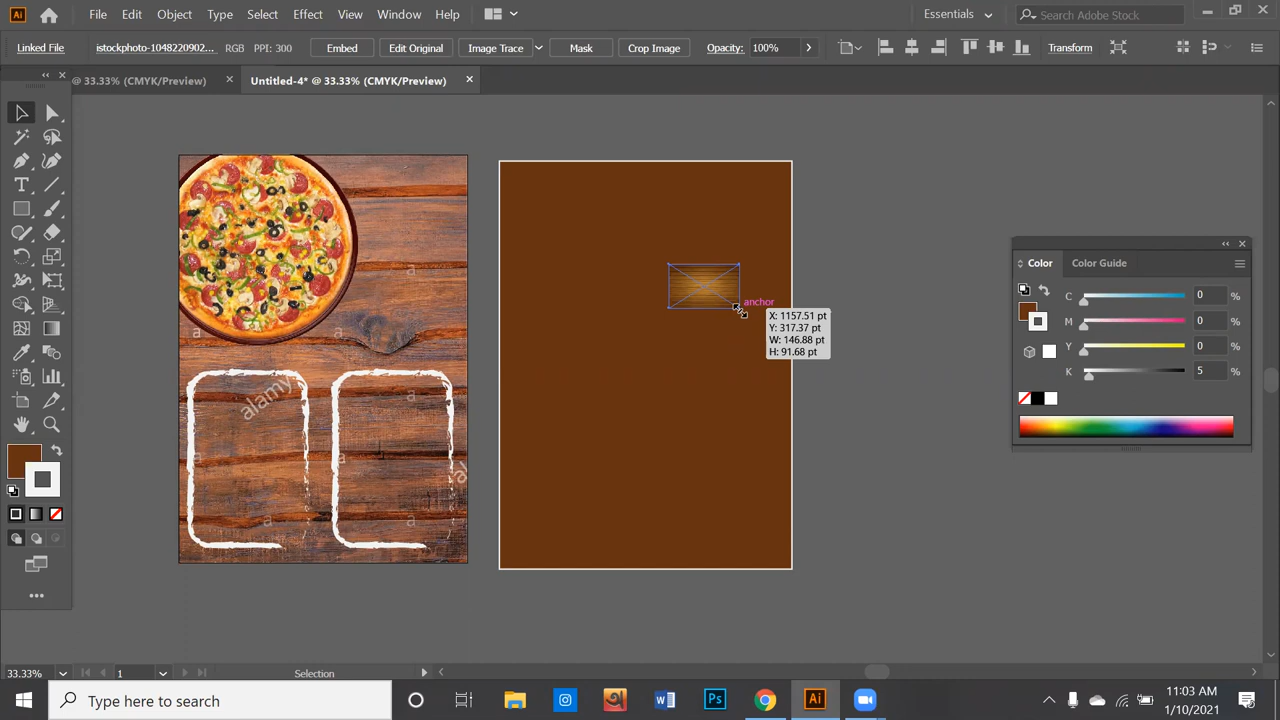 Ai File Edit Object Type Select Effect View Window Help Essentials Search Adobe Stock
Linked File istockphoto-1048220902... RGB PPI: 300 Embed Edit Original Image Trace Mask Crop Image Opacity: 100% Transform
@ 33.33% (CMYK/Preview) Untitled-4* @ 33.33% (CMYK/Preview)
Color Color Guide
C 0 %
M 0 %
Y 0 %
K 5 %
anchor
X: 1157.51 pt
Y: 317.37 pt
W: 146.88 pt
H: 91.68 pt
a
a a
alamy
a
a a
al
a a
33.33% 1 Selection
Type here to search
Ps Ai
11:03 AM
1/10/2021